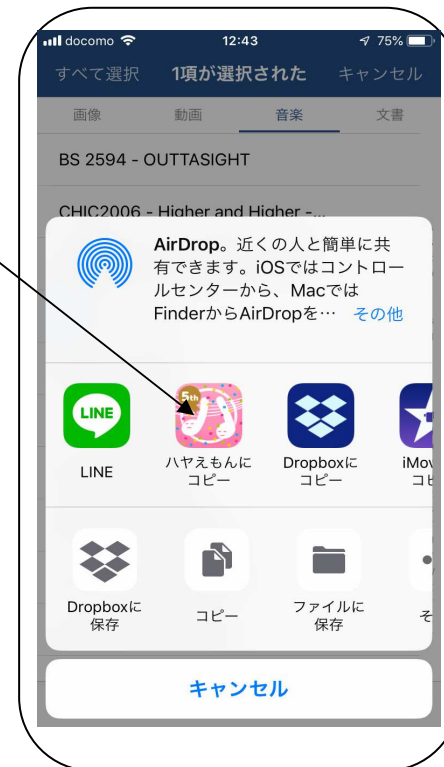 docomo 12:43 75%
すべて選択 1項が選択された キャンセル
画像 動画 音楽 文書
BS 2594 - OUTTASIGHT
CHIC2006 - Higher and Higher -...
AirDrop。近くの人と簡単に共
有できます。iOSではコントロー
ルセンターから、Macでは
FinderからAirDropを… その他
LINE
5th
LINE
ハヤえもんに
コピー
Dropboxに
コピー
iMov
コピ
Dropboxに
保存
コピー
ファイルに
保存
そ
キャンセル